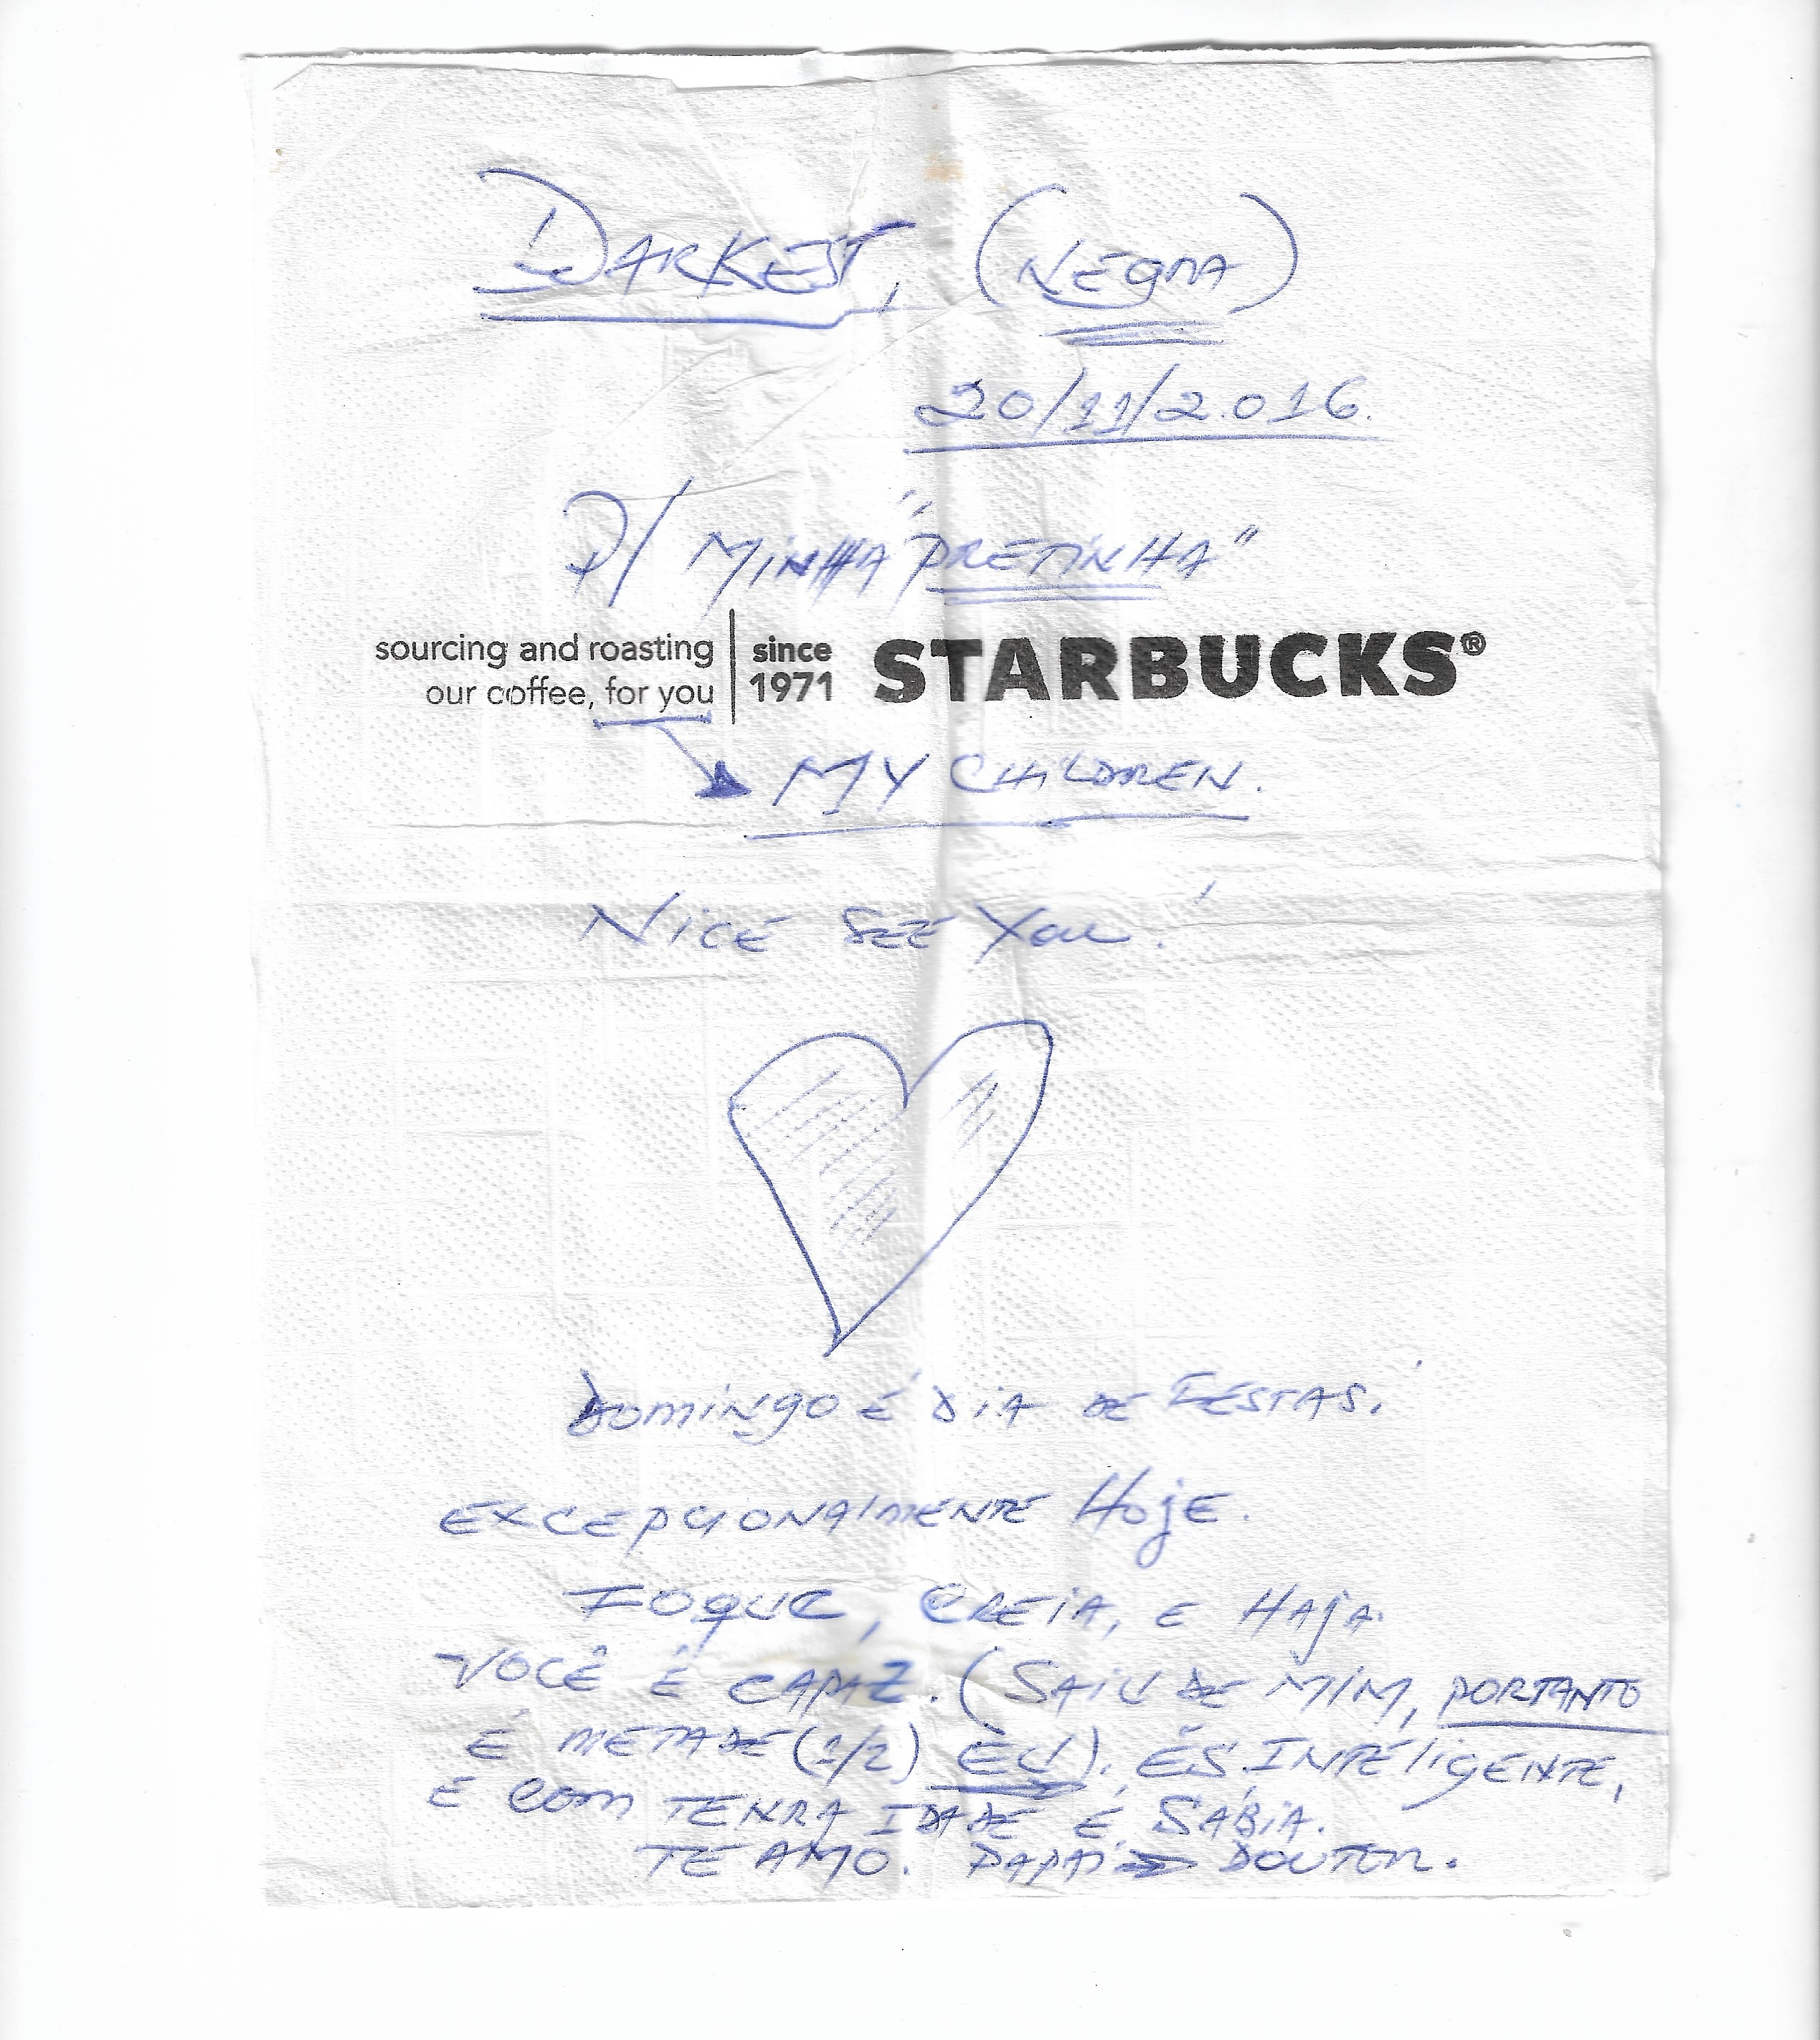 DARKEST, (NEGRA)
20/11/2016.
P/ MINHA "PRETINHA"
sourcing and roasting
our coffee, for you
since
1971
STARBUCKS®
MY CHILDREN.
NICE SEE YOU!
DOMINGO É DIA DE FESTAS.
EXCEPCIONALMENTE HOJE.
FOQUE, CREIA, E HAJA.
VOCÊ É CAPAZ. (SAIU DE MIM, PORTANTO
É METADE (1/2) EU). ÉS INTELIGENTE,
E COM TENRA IDADE É SÁBIA.
TE AMO. PAPAI DOUTOR.